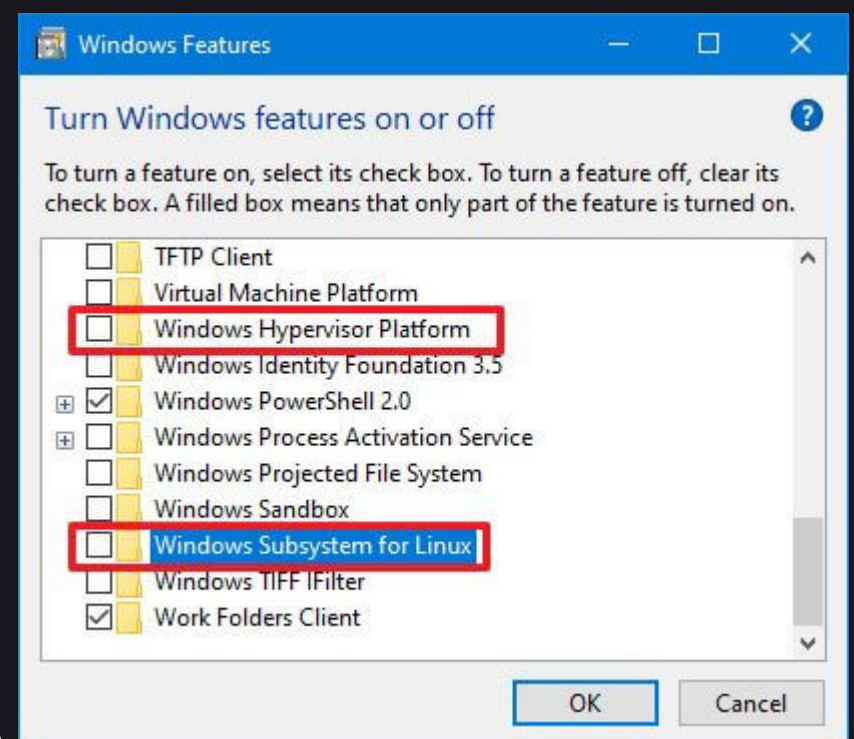 Windows Features
Turn Windows features on or off
?
To turn a feature on, select its check box. To turn a feature off, clear its
check box. A filled box means that only part of the feature is turned on.
TFTP Client
Virtual Machine Platform
Windows Hypervisor Platform
Windows Identity Foundation 3.5
Windows PowerShell 2.0
Windows Process Activation Service
Windows Projected File System
Windows Sandbox
Windows Subsystem for Linux
Windows TIFF IFilter
Work Folders Client
OK
Cancel